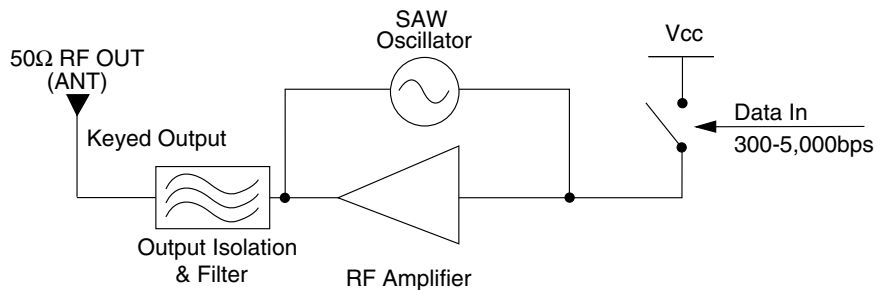 SAW
Oscillator
Vcc
50Ω RF OUT
(ANT)
Data In
300-5,000bps
Keyed Output
Output Isolation
& Filter
RF Amplifier